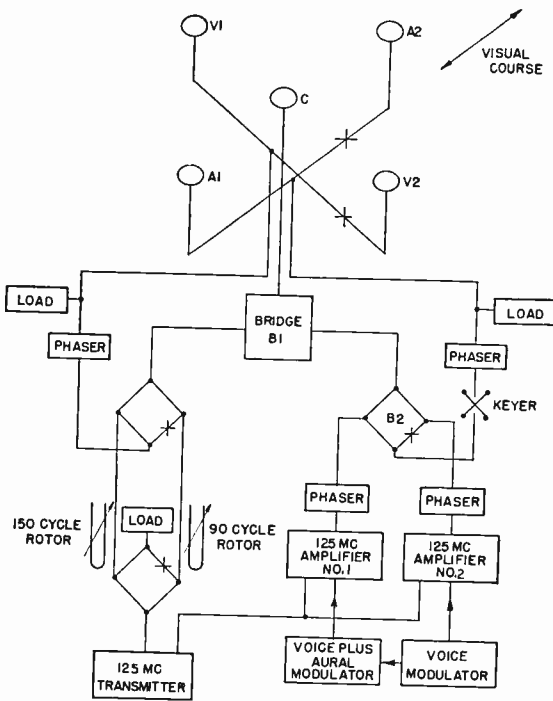 V1
A2
VISUAL
COURSE
C
A1
V2
LOAD
BRIDGE
B1
LOAD
PHASER
PHASER
KEYER
B2
150 CYCLE
ROTOR
LOAD
90 CYCLE
ROTOR
PHASER
PHASER
125 MC
AMPLIFIER
NO.1
125 MC
AMPLIFIER
NO.2
125 MC
TRANSMITTER
VOICE PLUS
AURAL
MODULATOR
VOICE
MODULATOR